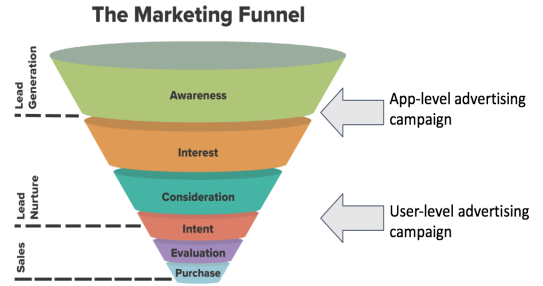 The Marketing Funnel
Lead
Generation
Awareness
App-level advertising
campaign
Interest
Lead
Nurture
Consideration
User-level advertising
campaign
Intent
Sales
Evaluation
Purchase